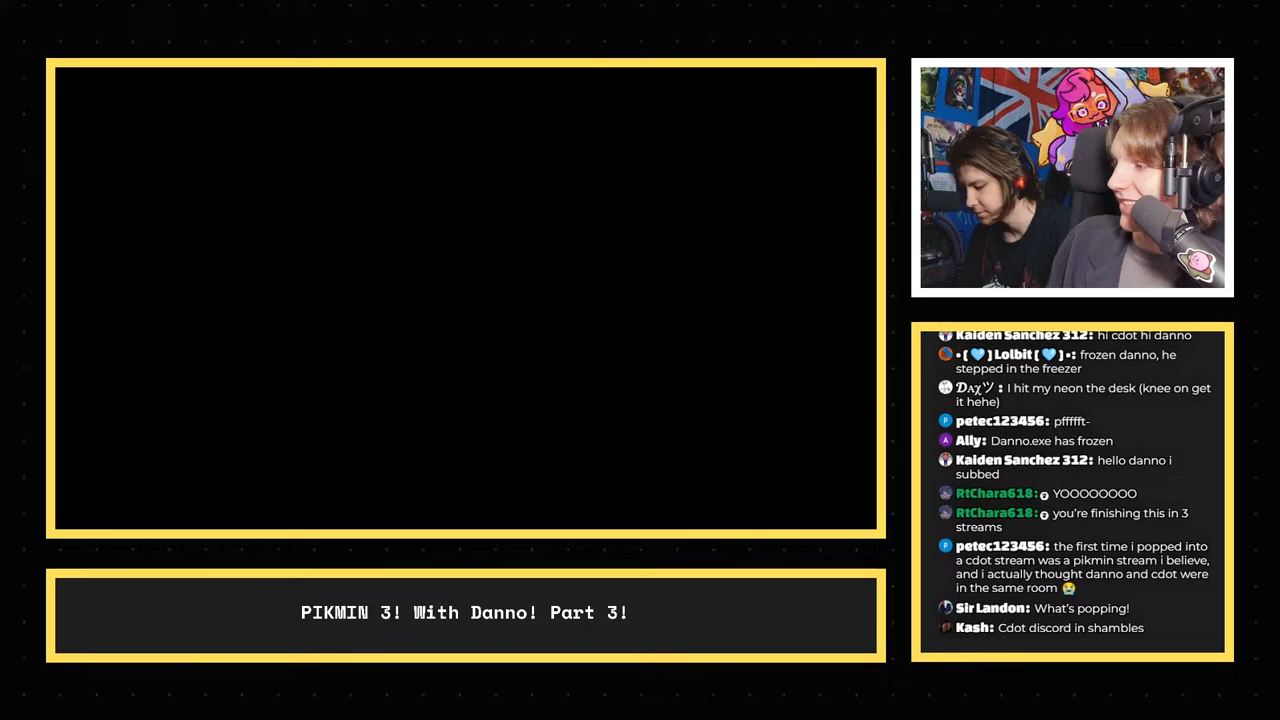 Kaiden Sanchez 312: hi cdot hi danno
•[🩵]Lolbit[🩵]•: frozen danno, he
stepped in the freezer
Dᴀχツ : I hit my neon the desk (knee on get
it hehe)
petec123456: pffffft-
Ally: Danno.exe has frozen
Kaiden Sanchez 312: hello danno i
subbed
RtChara618: YOOOOOOOO
RtChara618: you're finishing this in 3
streams
petec123456: the first time i popped into
a cdot stream was a pikmin stream i believe,
and i actually thought danno and cdot were
in the same room 😭
Sir Landon: What's popping!
Kash: Cdot discord in shambles
PIKMIN 3! With Danno! Part 3!